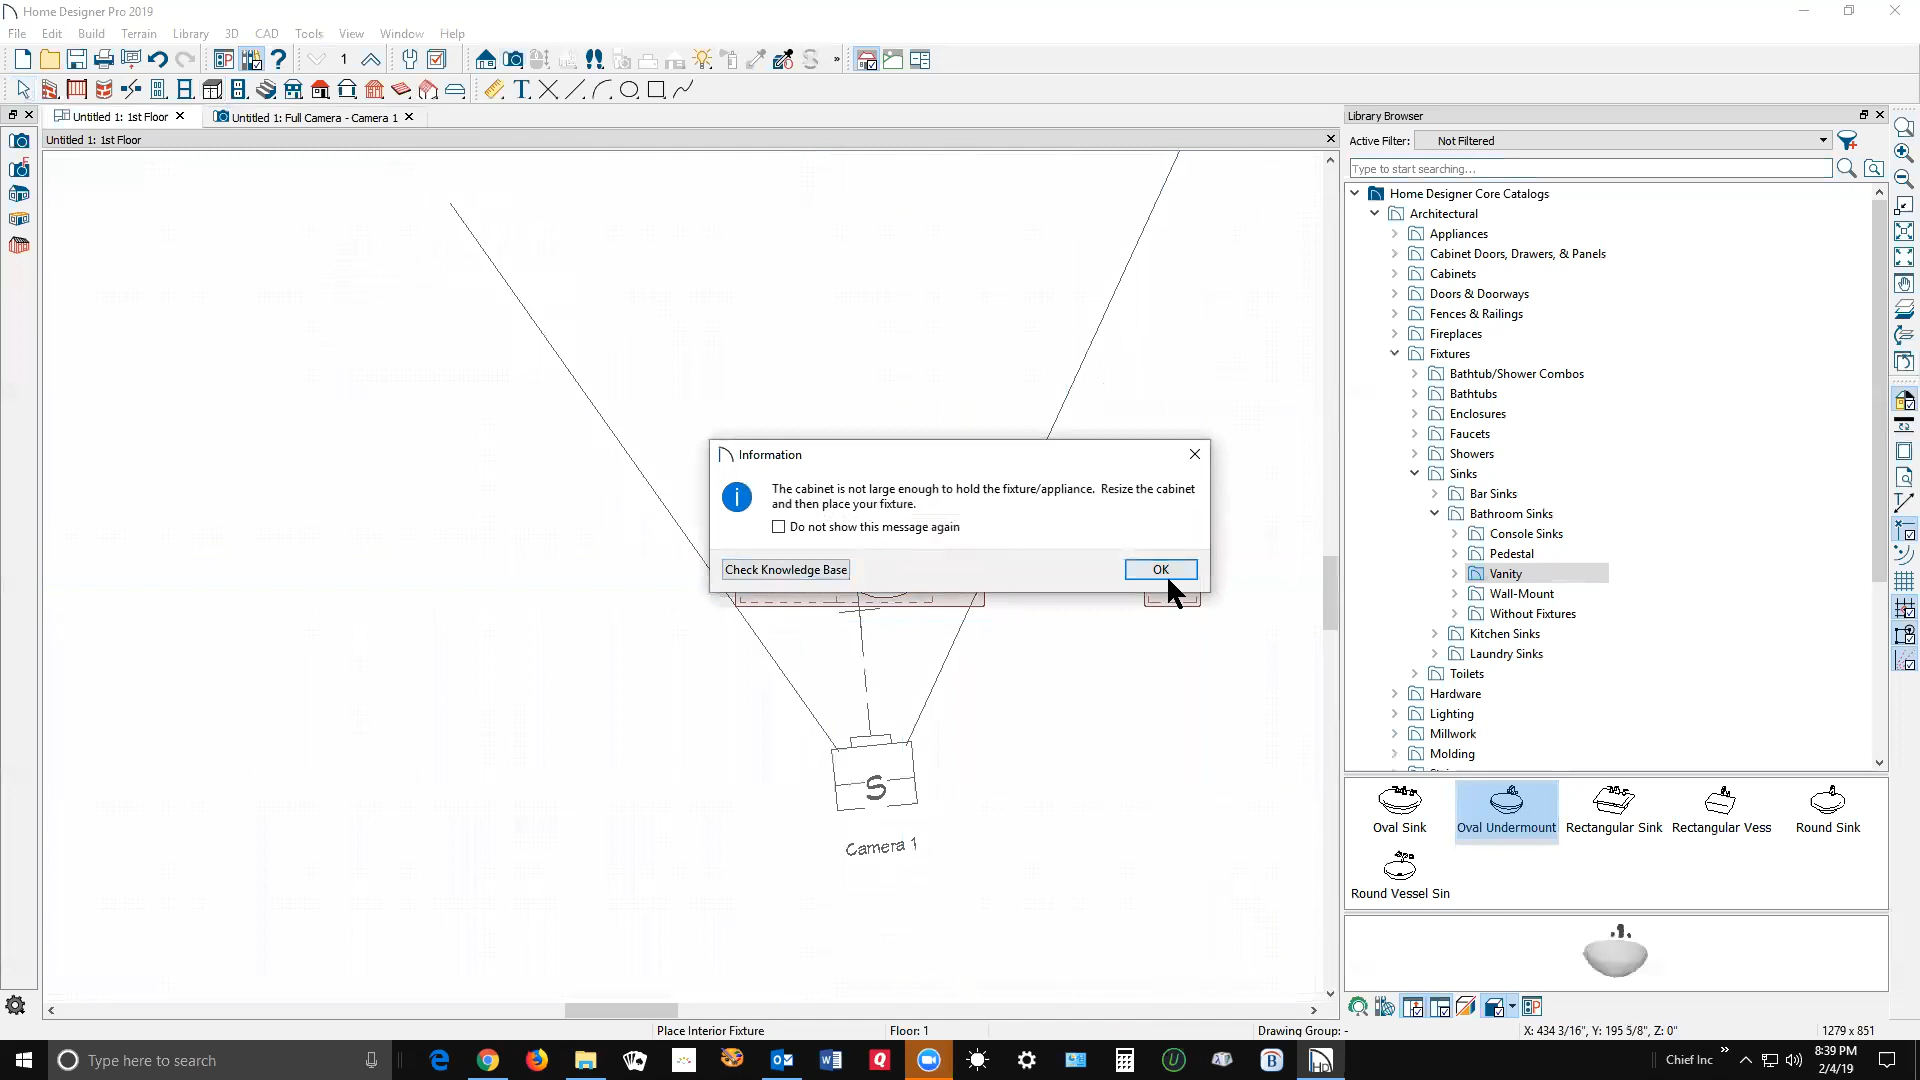 Home Designer Pro 2019
File Edit Build Terrain Library 3D CAD Tools View Window Help
1
Untitled 1: 1st Floor
Untitled 1: Full Camera - Camera 1
Untitled 1: 1st Floor
Camera 1
S
Information
The cabinet is not large enough to hold the fixture/appliance. Resize the cabinet
and then place your fixture.
Do not show this message again
Check Knowledge Base
OK
Library Browser
Active Filter: Not Filtered
Type to start searching...
Home Designer Core Catalogs
Architectural
Appliances
Cabinet Doors, Drawers, & Panels
Cabinets
Doors & Doorways
Fences & Railings
Fireplaces
Fixtures
Bathtub/Shower Combos
Bathtubs
Enclosures
Faucets
Showers
Sinks
Bar Sinks
Bathroom Sinks
Console Sinks
Pedestal
Vanity
Wall-Mount
Without Fixtures
Kitchen Sinks
Laundry Sinks
Toilets
Hardware
Lighting
Millwork
Molding
Oval Sink
Oval Undermount
Rectangular Sink
Rectangular Vess
Round Sink
Round Vessel Sin
Place Interior Fixture
Floor: 1
Drawing Group: -
X: 434 3/16", Y: 195 5/8", Z: 0"
1279 x 851
Type here to search
Chief Inc
8:39 PM
2/4/19